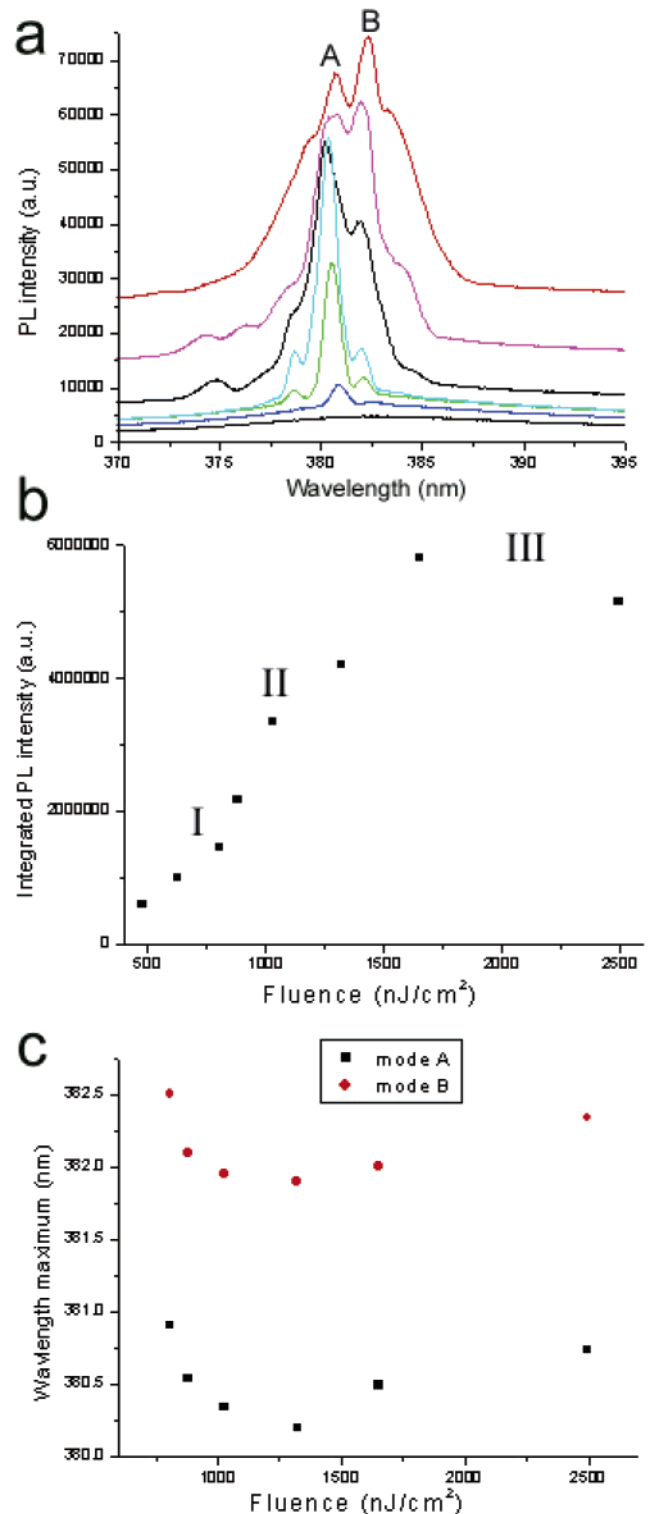 a
A
B
PL intensity (a.u.)
70000
60000
50000
40000
30000
20000
10000
0
370
375
380
385
390
395
Wavelength (nm)
b
Integrated PL intensity (a.u.)
6000000
4000000
2000000
0
I
II
III
500
1000
1500
2000
2500
Fluence (nJ/cm²)
c
mode A
mode B
Wavlength maximum (nm)
382.5
382.0
381.5
381.0
380.5
380.0
1000
1500
2000
2500
Fluence (nJ/cm²)